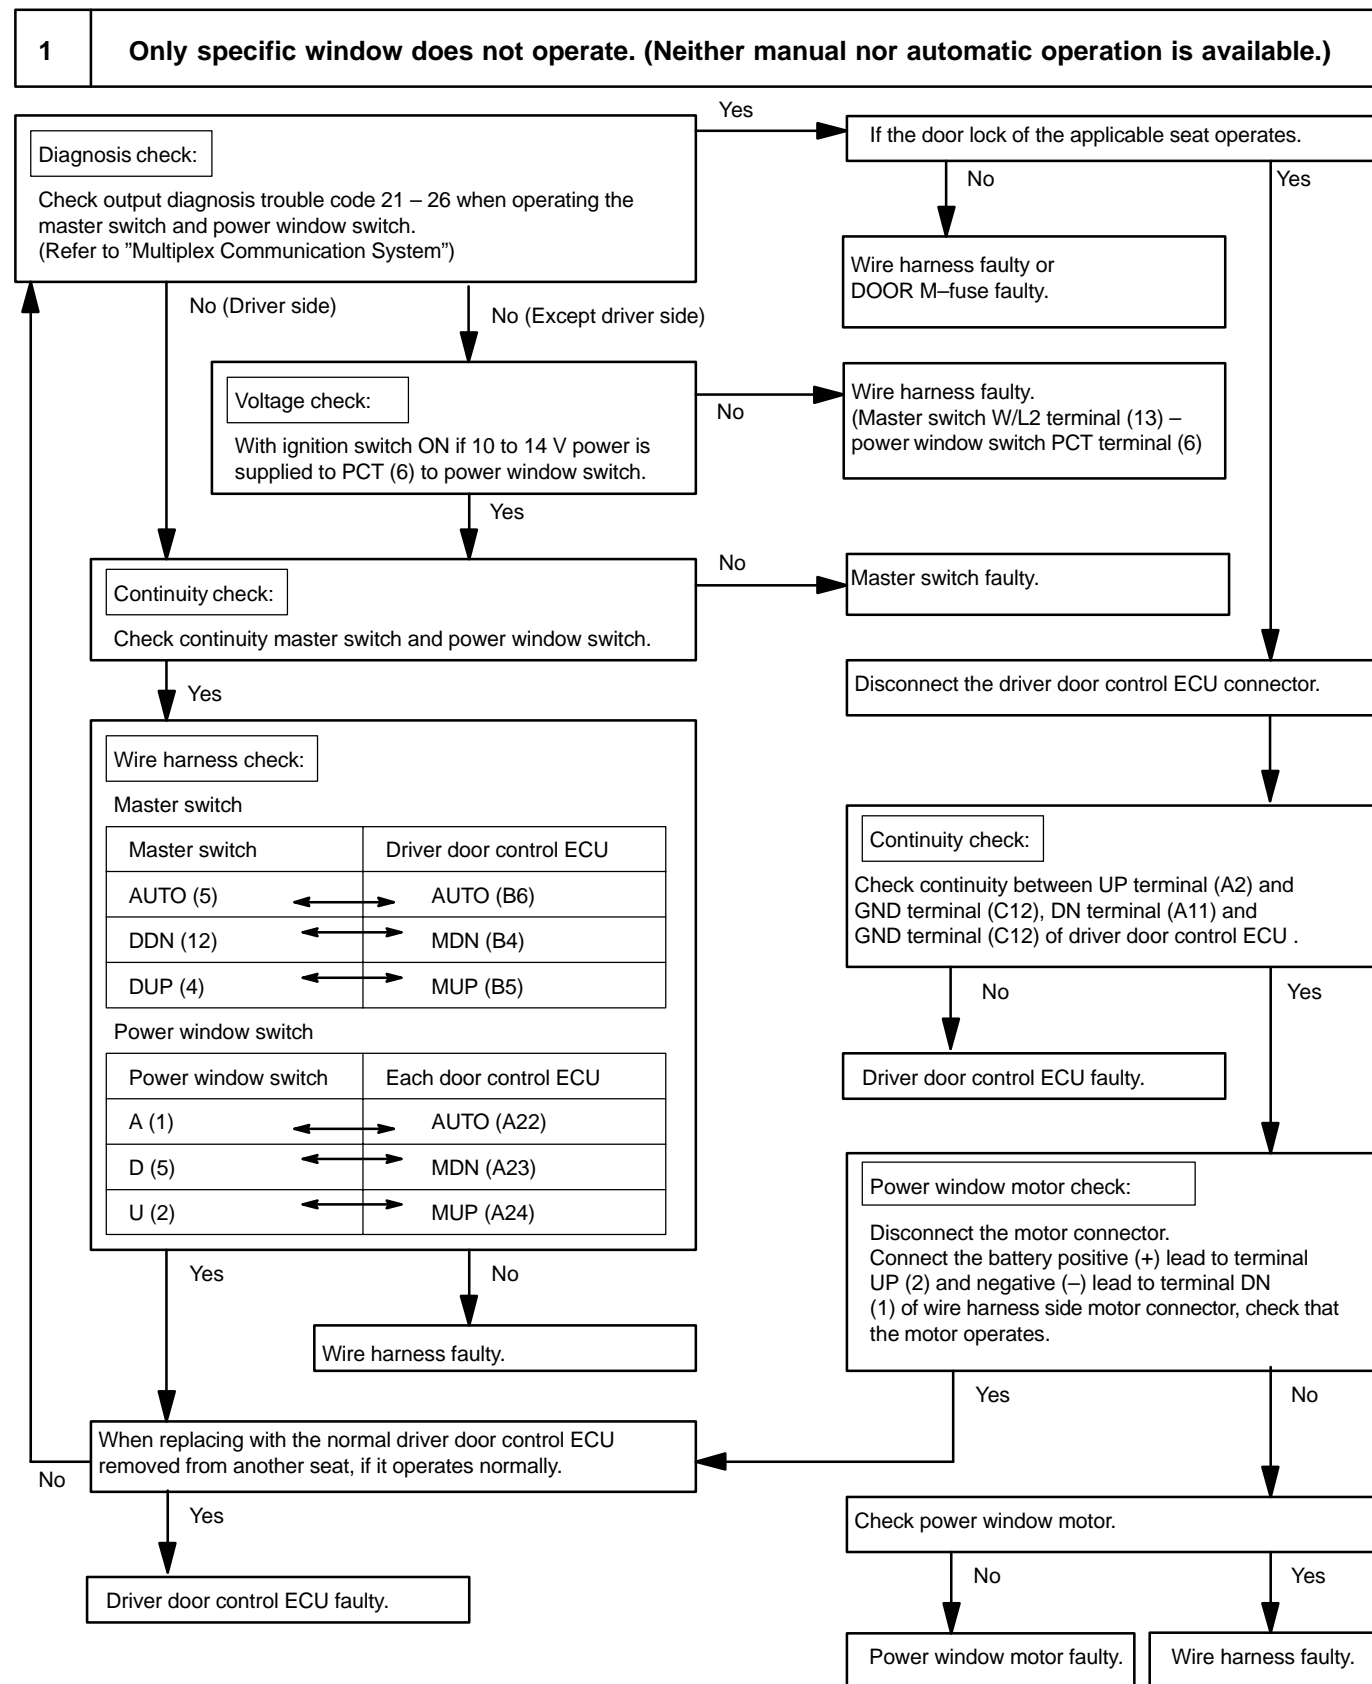 1 Only specific window does not operate. (Neither manual nor automatic operation is available.)
Diagnosis check:
Check output diagnosis trouble code 21 – 26 when operating the
master switch and power window switch.
(Refer to ”Multiplex Communication System”)
Yes
If the door lock of the applicable seat operates.
No
Yes
Wire harness faulty or
DOOR M–fuse faulty.
No (Driver side)
No (Except driver side)
Voltage check:
With ignition switch ON if 10 to 14 V power is
supplied to PCT (6) to power window switch.
No
Wire harness faulty.
(Master switch W/L2 terminal (13) –
power window switch PCT terminal (6)
Yes
Continuity check:
Check continuity master switch and power window switch.
No
Master switch faulty.
Yes
Disconnect the driver door control ECU connector.
Wire harness check:
Master switch
Master switch Driver door control ECU
AUTO (5) AUTO (B6)
DDN (12) MDN (B4)
DUP (4) MUP (B5)
Power window switch
Power window switch Each door control ECU
A (1) AUTO (A22)
D (5) MDN (A23)
U (2) MUP (A24)
Continuity check:
Check continuity between UP terminal (A2) and
GND terminal (C12), DN terminal (A11) and
GND terminal (C12) of driver door control ECU .
No
Yes
Driver door control ECU faulty.
Power window motor check:
Disconnect the motor connector.
Connect the battery positive (+) lead to terminal
UP (2) and negative (–) lead to terminal DN
(1) of wire harness side motor connector, check that
the motor operates.
Yes
No
Wire harness faulty.
Yes
No
When replacing with the normal driver door control ECU
removed from another seat, if it operates normally.
No
Yes
Driver door control ECU faulty.
Check power window motor.
No
Yes
Power window motor faulty.
Wire harness faulty.